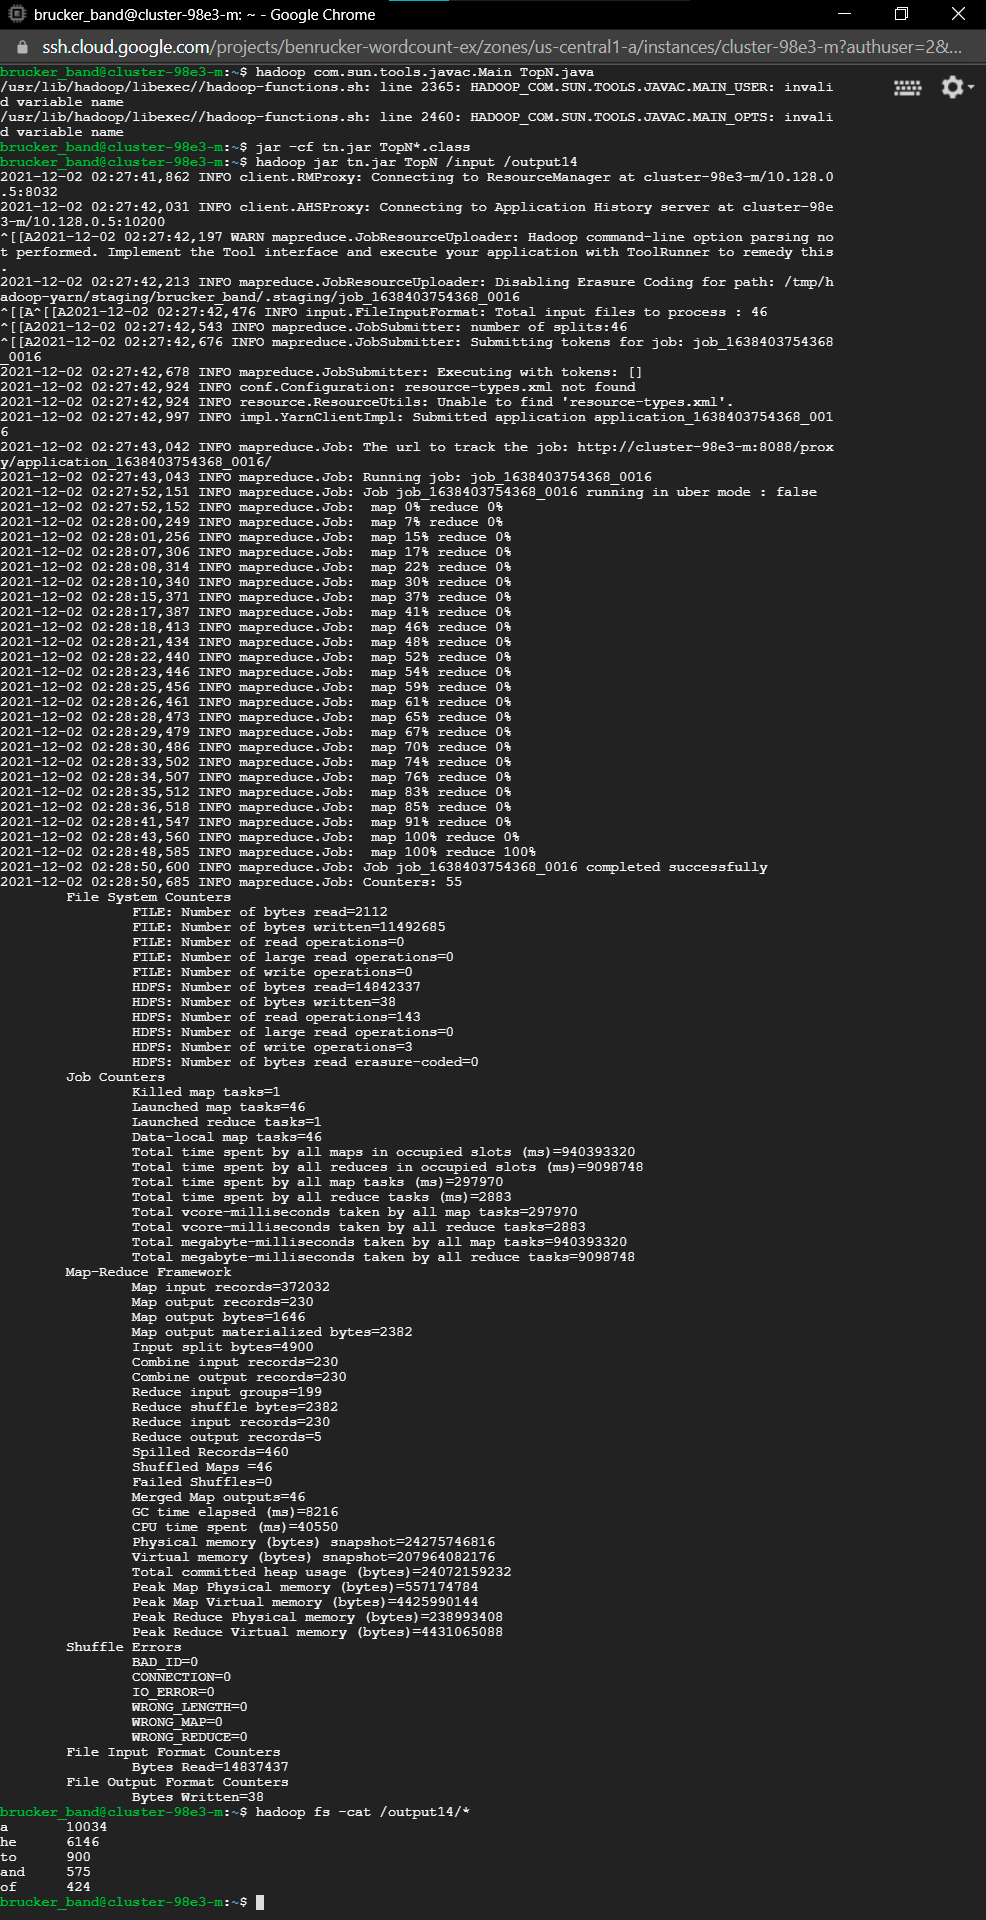 brucker_band@cluster-98e3-m: ~ - Google Chrome
ssh.cloud.google.com/projects/benrucker-wordcount-ex/zones/us-central1-a/instances/cluster-98e3-m?authuser=2&...
brucker_band@cluster-98e3-m:~$ hadoop com.sun.tools.javac.Main TopN.java
/usr/lib/hadoop/libexec//hadoop-functions.sh: line 2365: HADOOP_COM.SUN.TOOLS.JAVAC.MAIN_USER: invali
d variable name
/usr/lib/hadoop/libexec//hadoop-functions.sh: line 2460: HADOOP_COM.SUN.TOOLS.JAVAC.MAIN_OPTS: invali
d variable name
brucker_band@cluster-98e3-m:~$ jar -cf tn.jar TopN*.class
brucker_band@cluster-98e3-m:~$ hadoop jar tn.jar TopN /input /output14
2021-12-02 02:27:41,862 INFO client.RMProxy: Connecting to ResourceManager at cluster-98e3-m/10.128.0
.5:8032
2021-12-02 02:27:42,031 INFO client.AHSProxy: Connecting to Application History server at cluster-98e
3-m/10.128.0.5:10200
^[[A2021-12-02 02:27:42,197 WARN mapreduce.JobResourceUploader: Hadoop command-line option parsing no
t performed. Implement the Tool interface and execute your application with ToolRunner to remedy this
.
2021-12-02 02:27:42,213 INFO mapreduce.JobResourceUploader: Disabling Erasure Coding for path: /tmp/h
adoop-yarn/staging/brucker_band/.staging/job_1638403754368_0016
^[[A^[[A2021-12-02 02:27:42,476 INFO input.FileInputFormat: Total input files to process : 46
^[[A2021-12-02 02:27:42,543 INFO mapreduce.JobSubmitter: number of splits:46
^[[A2021-12-02 02:27:42,676 INFO mapreduce.JobSubmitter: Submitting tokens for job: job_1638403754368
_0016
2021-12-02 02:27:42,678 INFO mapreduce.JobSubmitter: Executing with tokens: []
2021-12-02 02:27:42,924 INFO conf.Configuration: resource-types.xml not found
2021-12-02 02:27:42,924 INFO resource.ResourceUtils: Unable to find 'resource-types.xml'.
2021-12-02 02:27:42,997 INFO impl.YarnClientImpl: Submitted application application_1638403754368_001
6
2021-12-02 02:27:43,042 INFO mapreduce.Job: The url to track the job: http://cluster-98e3-m:8088/prox
y/application_1638403754368_0016/
2021-12-02 02:27:43,043 INFO mapreduce.Job: Running job: job_1638403754368_0016
2021-12-02 02:27:52,151 INFO mapreduce.Job: Job job_1638403754368_0016 running in uber mode : false
2021-12-02 02:27:52,152 INFO mapreduce.Job:  map 0% reduce 0%
2021-12-02 02:28:00,249 INFO mapreduce.Job:  map 7% reduce 0%
2021-12-02 02:28:01,256 INFO mapreduce.Job:  map 15% reduce 0%
2021-12-02 02:28:07,306 INFO mapreduce.Job:  map 17% reduce 0%
2021-12-02 02:28:08,314 INFO mapreduce.Job:  map 22% reduce 0%
2021-12-02 02:28:10,340 INFO mapreduce.Job:  map 30% reduce 0%
2021-12-02 02:28:15,371 INFO mapreduce.Job:  map 37% reduce 0%
2021-12-02 02:28:17,387 INFO mapreduce.Job:  map 41% reduce 0%
2021-12-02 02:28:18,413 INFO mapreduce.Job:  map 46% reduce 0%
2021-12-02 02:28:21,434 INFO mapreduce.Job:  map 48% reduce 0%
2021-12-02 02:28:22,440 INFO mapreduce.Job:  map 52% reduce 0%
2021-12-02 02:28:23,446 INFO mapreduce.Job:  map 54% reduce 0%
2021-12-02 02:28:25,456 INFO mapreduce.Job:  map 59% reduce 0%
2021-12-02 02:28:26,461 INFO mapreduce.Job:  map 61% reduce 0%
2021-12-02 02:28:28,473 INFO mapreduce.Job:  map 65% reduce 0%
2021-12-02 02:28:29,479 INFO mapreduce.Job:  map 67% reduce 0%
2021-12-02 02:28:30,486 INFO mapreduce.Job:  map 70% reduce 0%
2021-12-02 02:28:33,502 INFO mapreduce.Job:  map 74% reduce 0%
2021-12-02 02:28:34,507 INFO mapreduce.Job:  map 76% reduce 0%
2021-12-02 02:28:35,512 INFO mapreduce.Job:  map 83% reduce 0%
2021-12-02 02:28:36,518 INFO mapreduce.Job:  map 85% reduce 0%
2021-12-02 02:28:41,547 INFO mapreduce.Job:  map 91% reduce 0%
2021-12-02 02:28:43,560 INFO mapreduce.Job:  map 100% reduce 0%
2021-12-02 02:28:48,585 INFO mapreduce.Job:  map 100% reduce 100%
2021-12-02 02:28:50,600 INFO mapreduce.Job: Job job_1638403754368_0016 completed successfully
2021-12-02 02:28:50,685 INFO mapreduce.Job: Counters: 55
File System Counters
FILE: Number of bytes read=2112
FILE: Number of bytes written=11492685
FILE: Number of read operations=0
FILE: Number of large read operations=0
FILE: Number of write operations=0
HDFS: Number of bytes read=14842337
HDFS: Number of bytes written=38
HDFS: Number of read operations=143
HDFS: Number of large read operations=0
HDFS: Number of write operations=3
HDFS: Number of bytes read erasure-coded=0
Job Counters
Killed map tasks=1
Launched map tasks=46
Launched reduce tasks=1
Data-local map tasks=46
Total time spent by all maps in occupied slots (ms)=940393320
Total time spent by all reduces in occupied slots (ms)=9098748
Total time spent by all map tasks (ms)=297970
Total time spent by all reduce tasks (ms)=2883
Total vcore-milliseconds taken by all map tasks=297970
Total vcore-milliseconds taken by all reduce tasks=2883
Total megabyte-milliseconds taken by all map tasks=940393320
Total megabyte-milliseconds taken by all reduce tasks=9098748
Map-Reduce Framework
Map input records=372032
Map output records=230
Map output bytes=1646
Map output materialized bytes=2382
Input split bytes=4900
Combine input records=230
Combine output records=230
Reduce input groups=199
Reduce shuffle bytes=2382
Reduce input records=230
Reduce output records=5
Spilled Records=460
Shuffled Maps =46
Failed Shuffles=0
Merged Map outputs=46
GC time elapsed (ms)=8216
CPU time spent (ms)=40550
Physical memory (bytes) snapshot=24275746816
Virtual memory (bytes) snapshot=207964082176
Total committed heap usage (bytes)=24072159232
Peak Map Physical memory (bytes)=557174784
Peak Map Virtual memory (bytes)=4425990144
Peak Reduce Physical memory (bytes)=238993408
Peak Reduce Virtual memory (bytes)=4431065088
Shuffle Errors
BAD_ID=0
CONNECTION=0
IO_ERROR=0
WRONG_LENGTH=0
WRONG_MAP=0
WRONG_REDUCE=0
File Input Format Counters
Bytes Read=14837437
File Output Format Counters
Bytes Written=38
brucker_band@cluster-98e3-m:~$ hadoop fs -cat /output14/*
a 10034
he 6146
to 900
and 575
of 424
brucker_band@cluster-98e3-m:~$